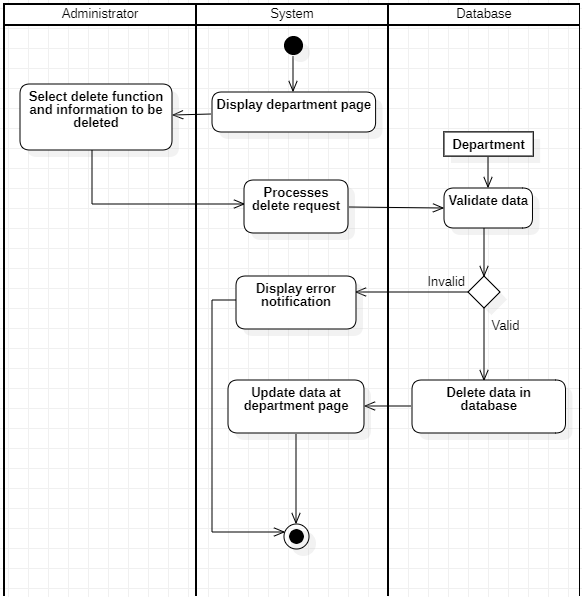 Administrator
System
Database
Display department page
Select delete function
and information to be
deleted
Department
Processes
delete request
Validate data
Display error
notification
Invalid
Valid
Update data at
department page
Delete data in
database